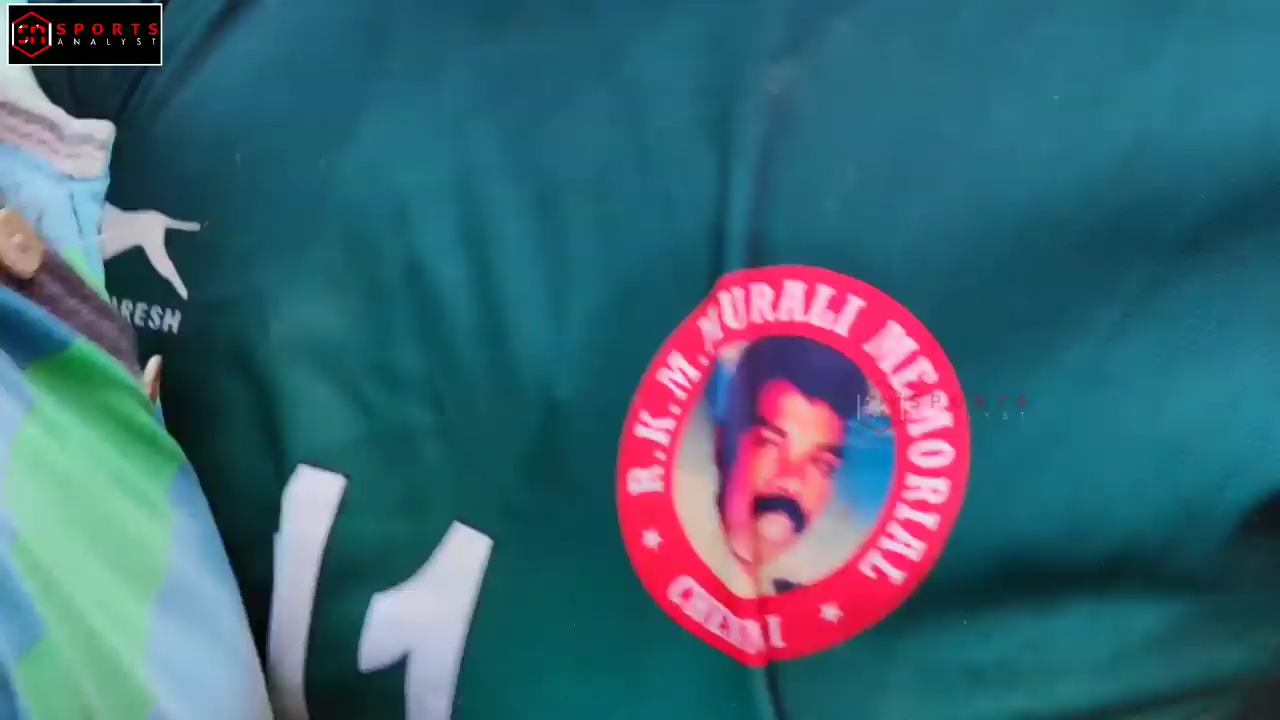 SPORTS
ANALYST
ARESH
R.K.M.MURALI MEMORIAL
CHENNAI
11